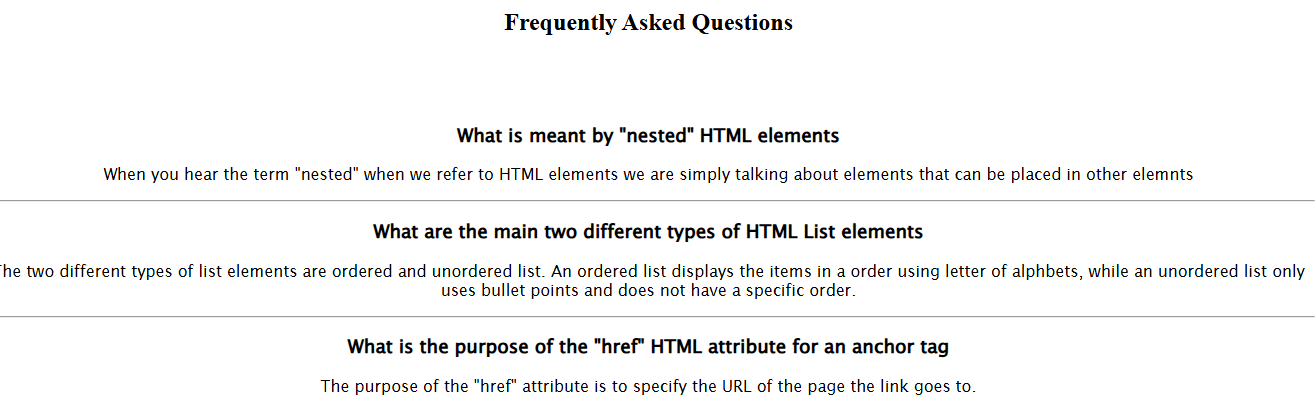 Frequently Asked Questions
What is meant by "nested" HTML elements
When you hear the term "nested" when we refer to HTML elements we are simply talking about elements that can be placed in other elemnts
What are the main two different types of HTML List elements
The two different types of list elements are ordered and unordered list. An ordered list displays the items in a order using letter of alphbets, while an unordered list only
uses bullet points and does not have a specific order.
What is the purpose of the "href" HTML attribute for an anchor tag
The purpose of the "href" attribute is to specify the URL of the page the link goes to.